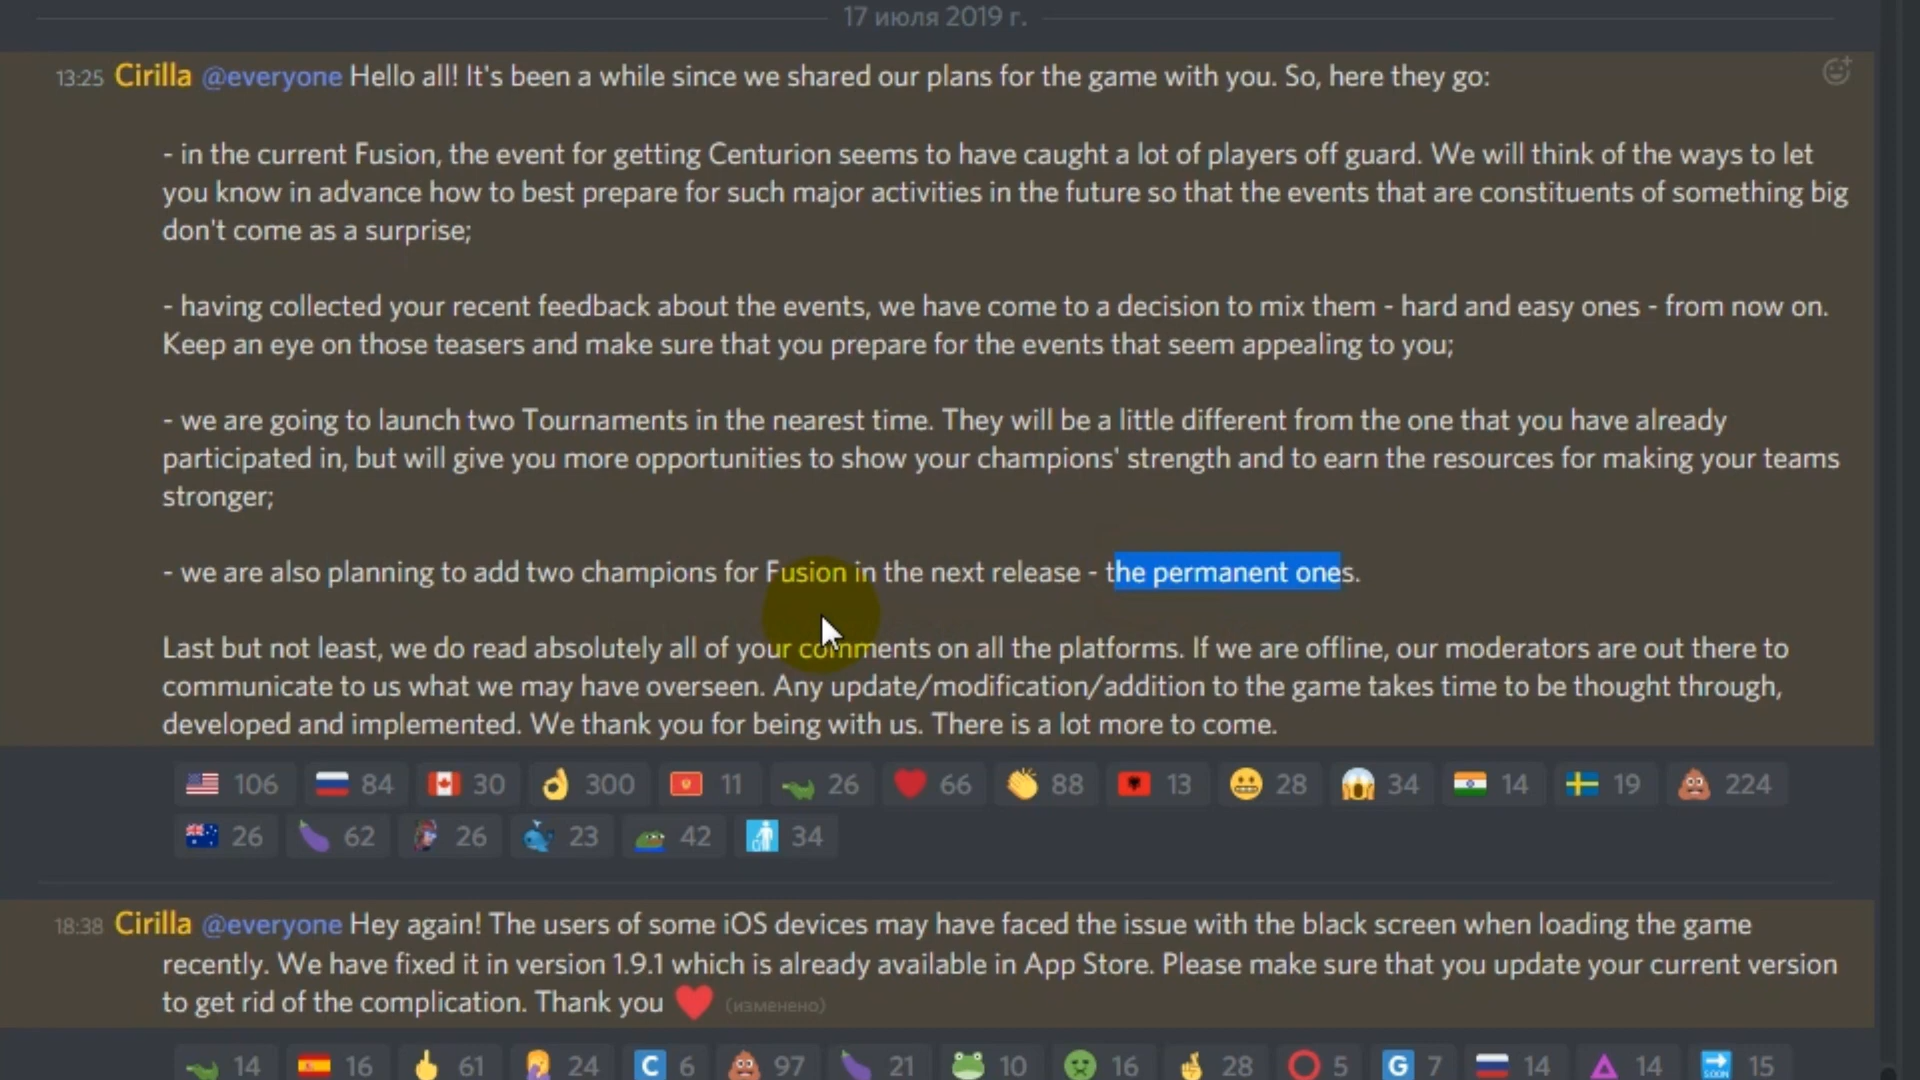 17 июля 2019 г.
13:25 Cirilla @everyone Hello all! It's been a while since we shared our plans for the game with you. So, here they go:
- in the current Fusion, the event for getting Centurion seems to have caught a lot of players off guard. We will think of the ways to let
you know in advance how to best prepare for such major activities in the future so that the events that are constituents of something big
don't come as a surprise;
- having collected your recent feedback about the events, we have come to a decision to mix them - hard and easy ones - from now on.
Keep an eye on those teasers and make sure that you prepare for the events that seem appealing to you;
- we are going to launch two Tournaments in the nearest time. They will be a little different from the one that you have already
participated in, but will give you more opportunities to show your champions' strength and to earn the resources for making your teams
stronger;
- we are also planning to add two champions for Fusion in the next release - the permanent ones.
Last but not least, we do read absolutely all of your comments on all the platforms. If we are offline, our moderators are out there to
communicate to us what we may have overseen. Any update/modification/addition to the game takes time to be thought through,
developed and implemented. We thank you for being with us. There is a lot more to come.
106 84 30 300 11 26 66 88 13 28 34 14 19 224
26 62 26 23 42 34
18:38 Cirilla @everyone Hey again! The users of some iOS devices may have faced the issue with the black screen when loading the game
recently. We have fixed it in version 1.9.1 which is already available in App Store. Please make sure that you update your current version
to get rid of the complication. Thank you (изменено)
14 16 61 24 C 6 97 21 10 16 28 5 G 7 14 14 SOON 15